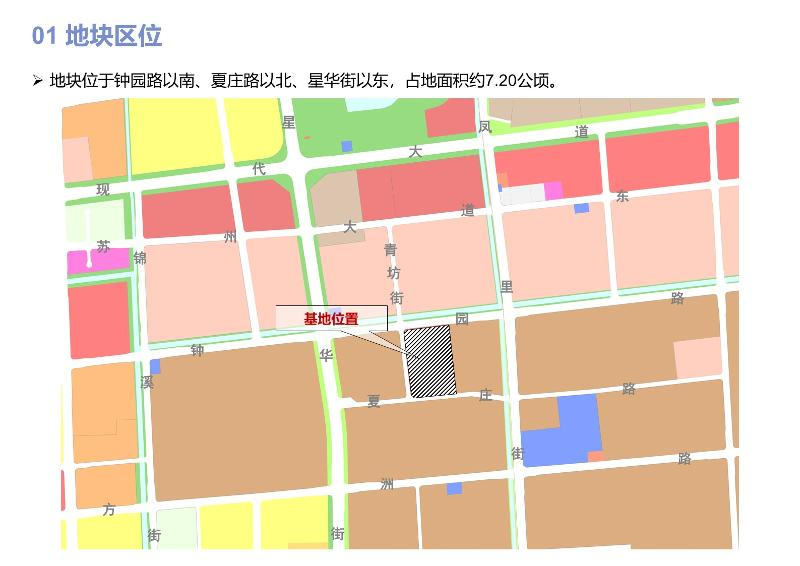 01 地块区位
➢ 地块位于钟园路以南、夏庄路以北、星华街以东，占地面积约7.20公顷。
星
凤
道
大
代
现
东
道
大
州
苏
锦
青
坊
街
里
路
基地位置
园
钟
华
溪
夏
庄
路
街
路
洲
方
街
街